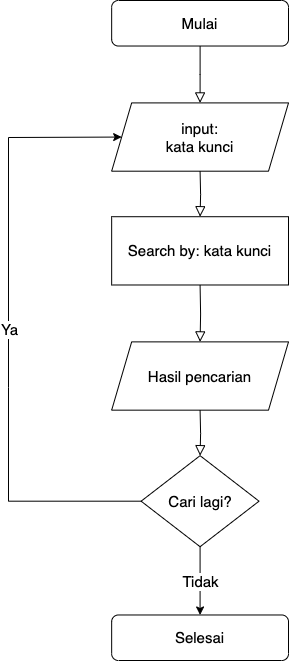 Mulai
input:
kata kunci
Search by: kata kunci
Ya
Hasil pencarian
Cari lagi?
Tidak
Selesai